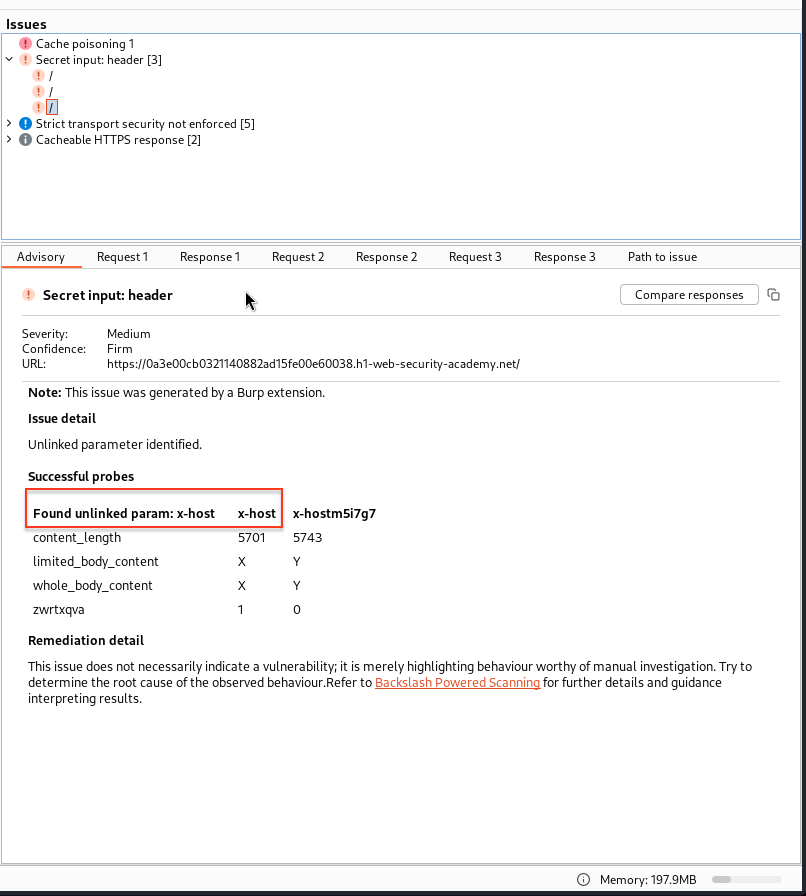 Issues
Cache poisoning 1
Secret input: header [3]
/
/
/
Strict transport security not enforced [5]
Cacheable HTTPS response [2]
Advisory Request 1 Response 1 Request 2 Response 2 Request 3 Response 3 Path to issue
Secret input: header Compare responses
Severity: Medium
Confidence: Firm
URL: https://0a3e00cb0321140882ad15fe00e60038.h1-web-security-academy.net/
Note: This issue was generated by a Burp extension.
Issue detail
Unlinked parameter identified.
Successful probes
Found unlinked param: x-host x-host x-hostm5i7g7
content_length 5701 5743
limited_body_content X Y
whole_body_content X Y
zwrtxqva 1 0
Remediation detail
This issue does not necessarily indicate a vulnerability; it is merely highlighting behaviour worthy of manual investigation. Try to
determine the root cause of the observed behaviour.Refer to Backslash Powered Scanning for further details and guidance
interpreting results.
Memory: 197.9MB